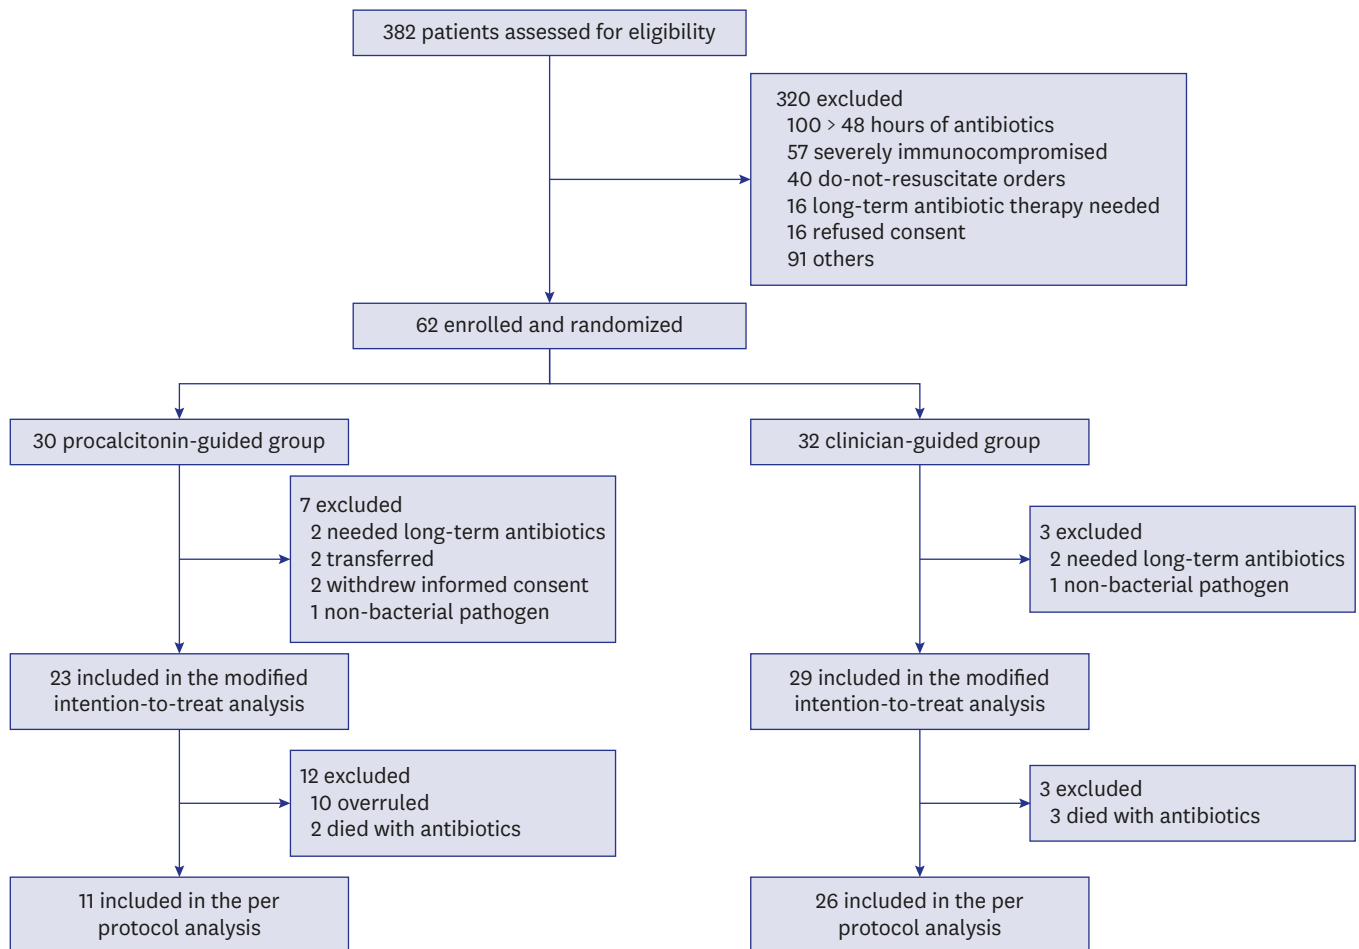 382 patients assessed for eligibility
320 excluded
100 > 48 hours of antibiotics
57 severely immunocompromised
40 do-not-resuscitate orders
16 long-term antibiotic therapy needed
16 refused consent
91 others
62 enrolled and randomized
30 procalcitonin-guided group
32 clinician-guided group
7 excluded
2 needed long-term antibiotics
2 transferred
2 withdrew informed consent
1 non-bacterial pathogen
3 excluded
2 needed long-term antibiotics
1 non-bacterial pathogen
23 included in the modified
intention-to-treat analysis
29 included in the modified
intention-to-treat analysis
12 excluded
10 overruled
2 died with antibiotics
3 excluded
3 died with antibiotics
11 included in the per
protocol analysis
26 included in the per
protocol analysis